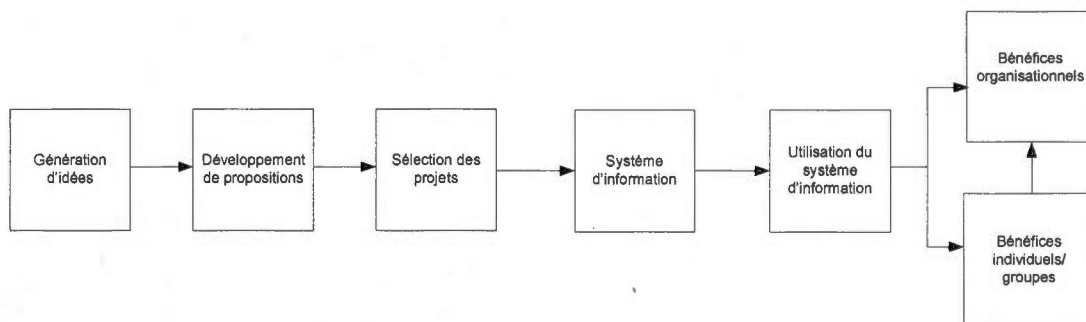 Génération
d'idées
Développement
de propositions
Sélection des
projets
Système
d'information
Utilisation du
système
d'information
Bénéfices
organisationnels
Bénéfices
individuels/
groupes